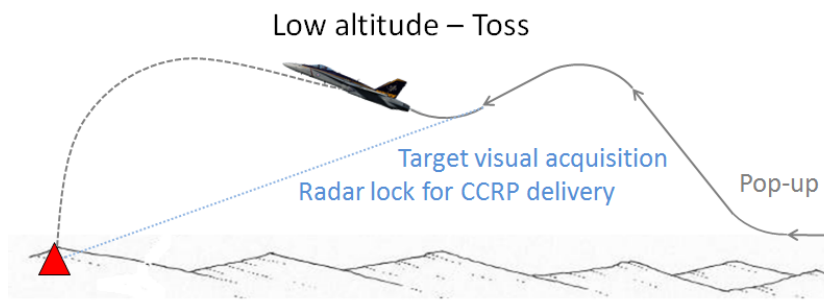 Low altitude – Toss
Target visual acquisition
Radar lock for CCRP delivery
Pop-up